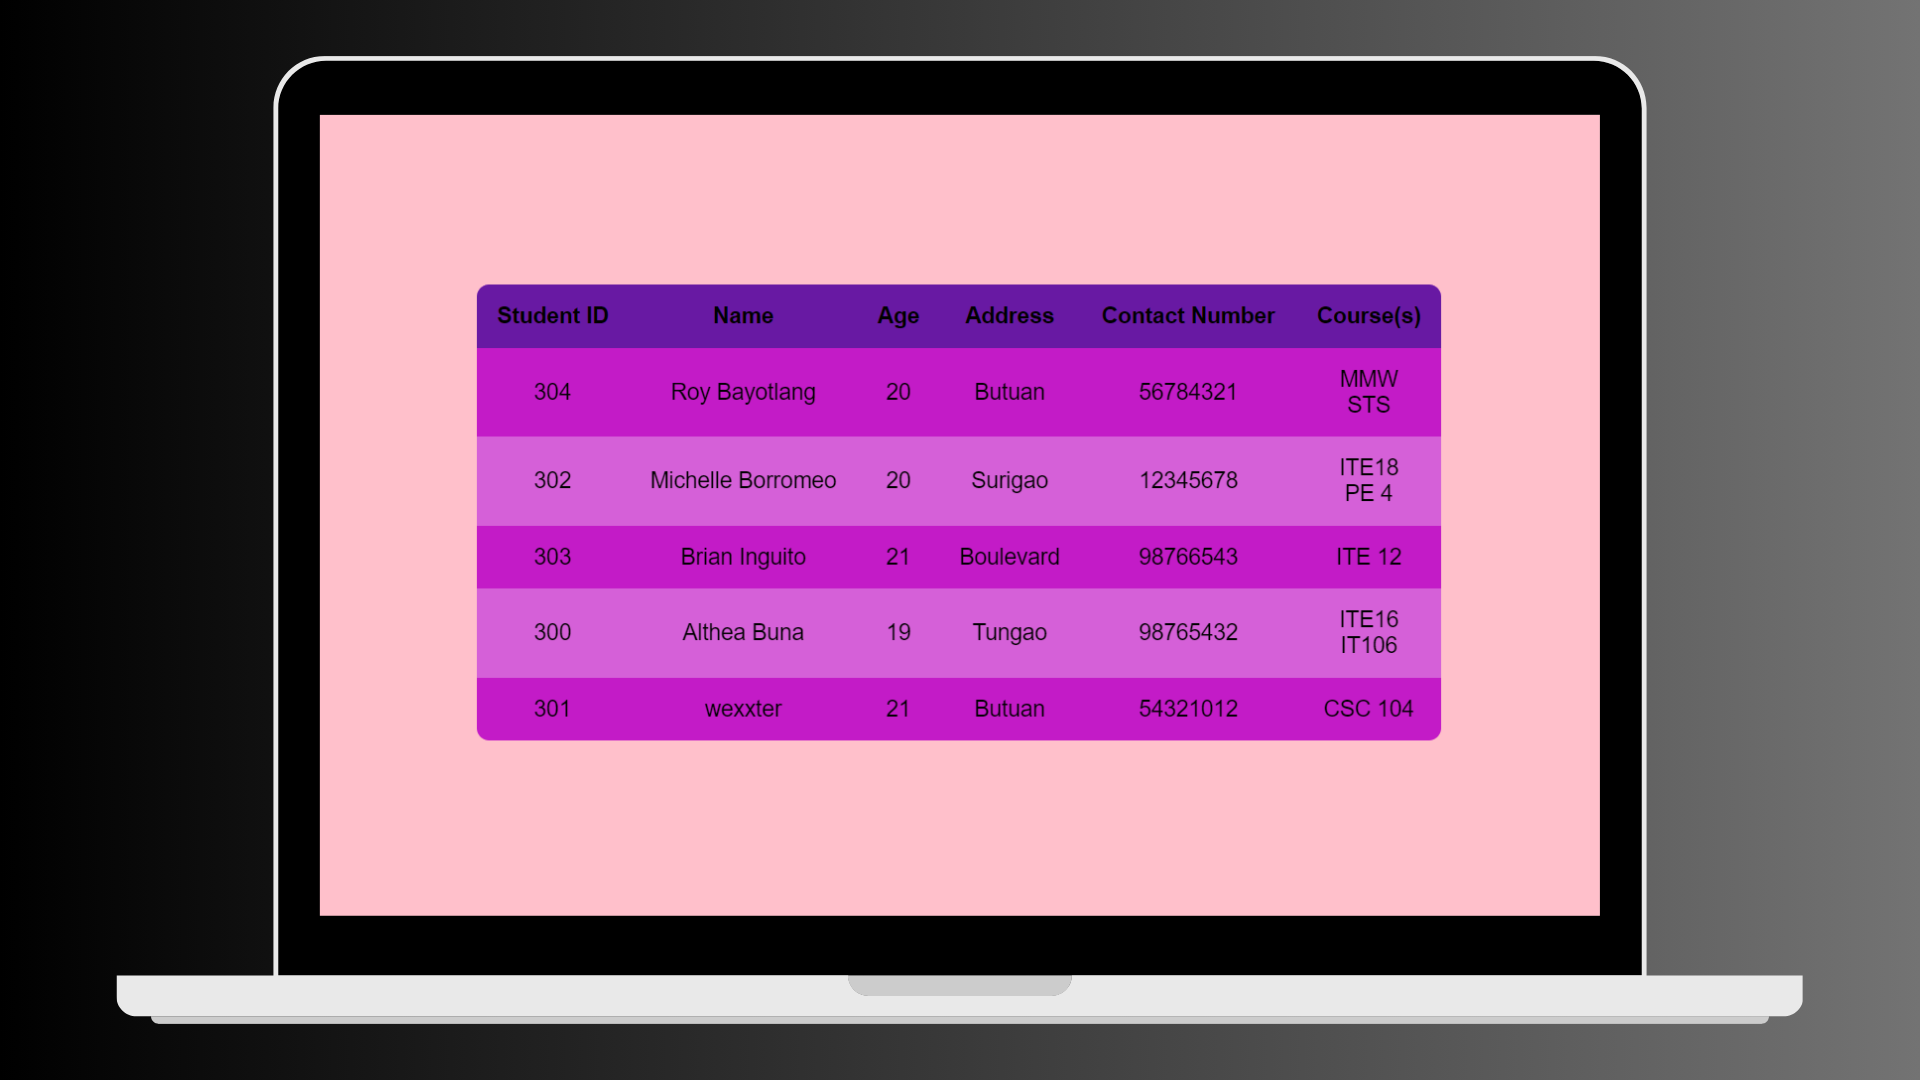 Student ID Name Age Address Contact Number Course(s)
304 Roy Bayotlang 20 Butuan 56784321 MMW
STS
302 Michelle Borromeo 20 Surigao 12345678 ITE18
PE 4
303 Brian Inguito 21 Boulevard 98766543 ITE 12
300 Althea Buna 19 Tungao 98765432 ITE16
IT106
301 wexxter 21 Butuan 54321012 CSC 104